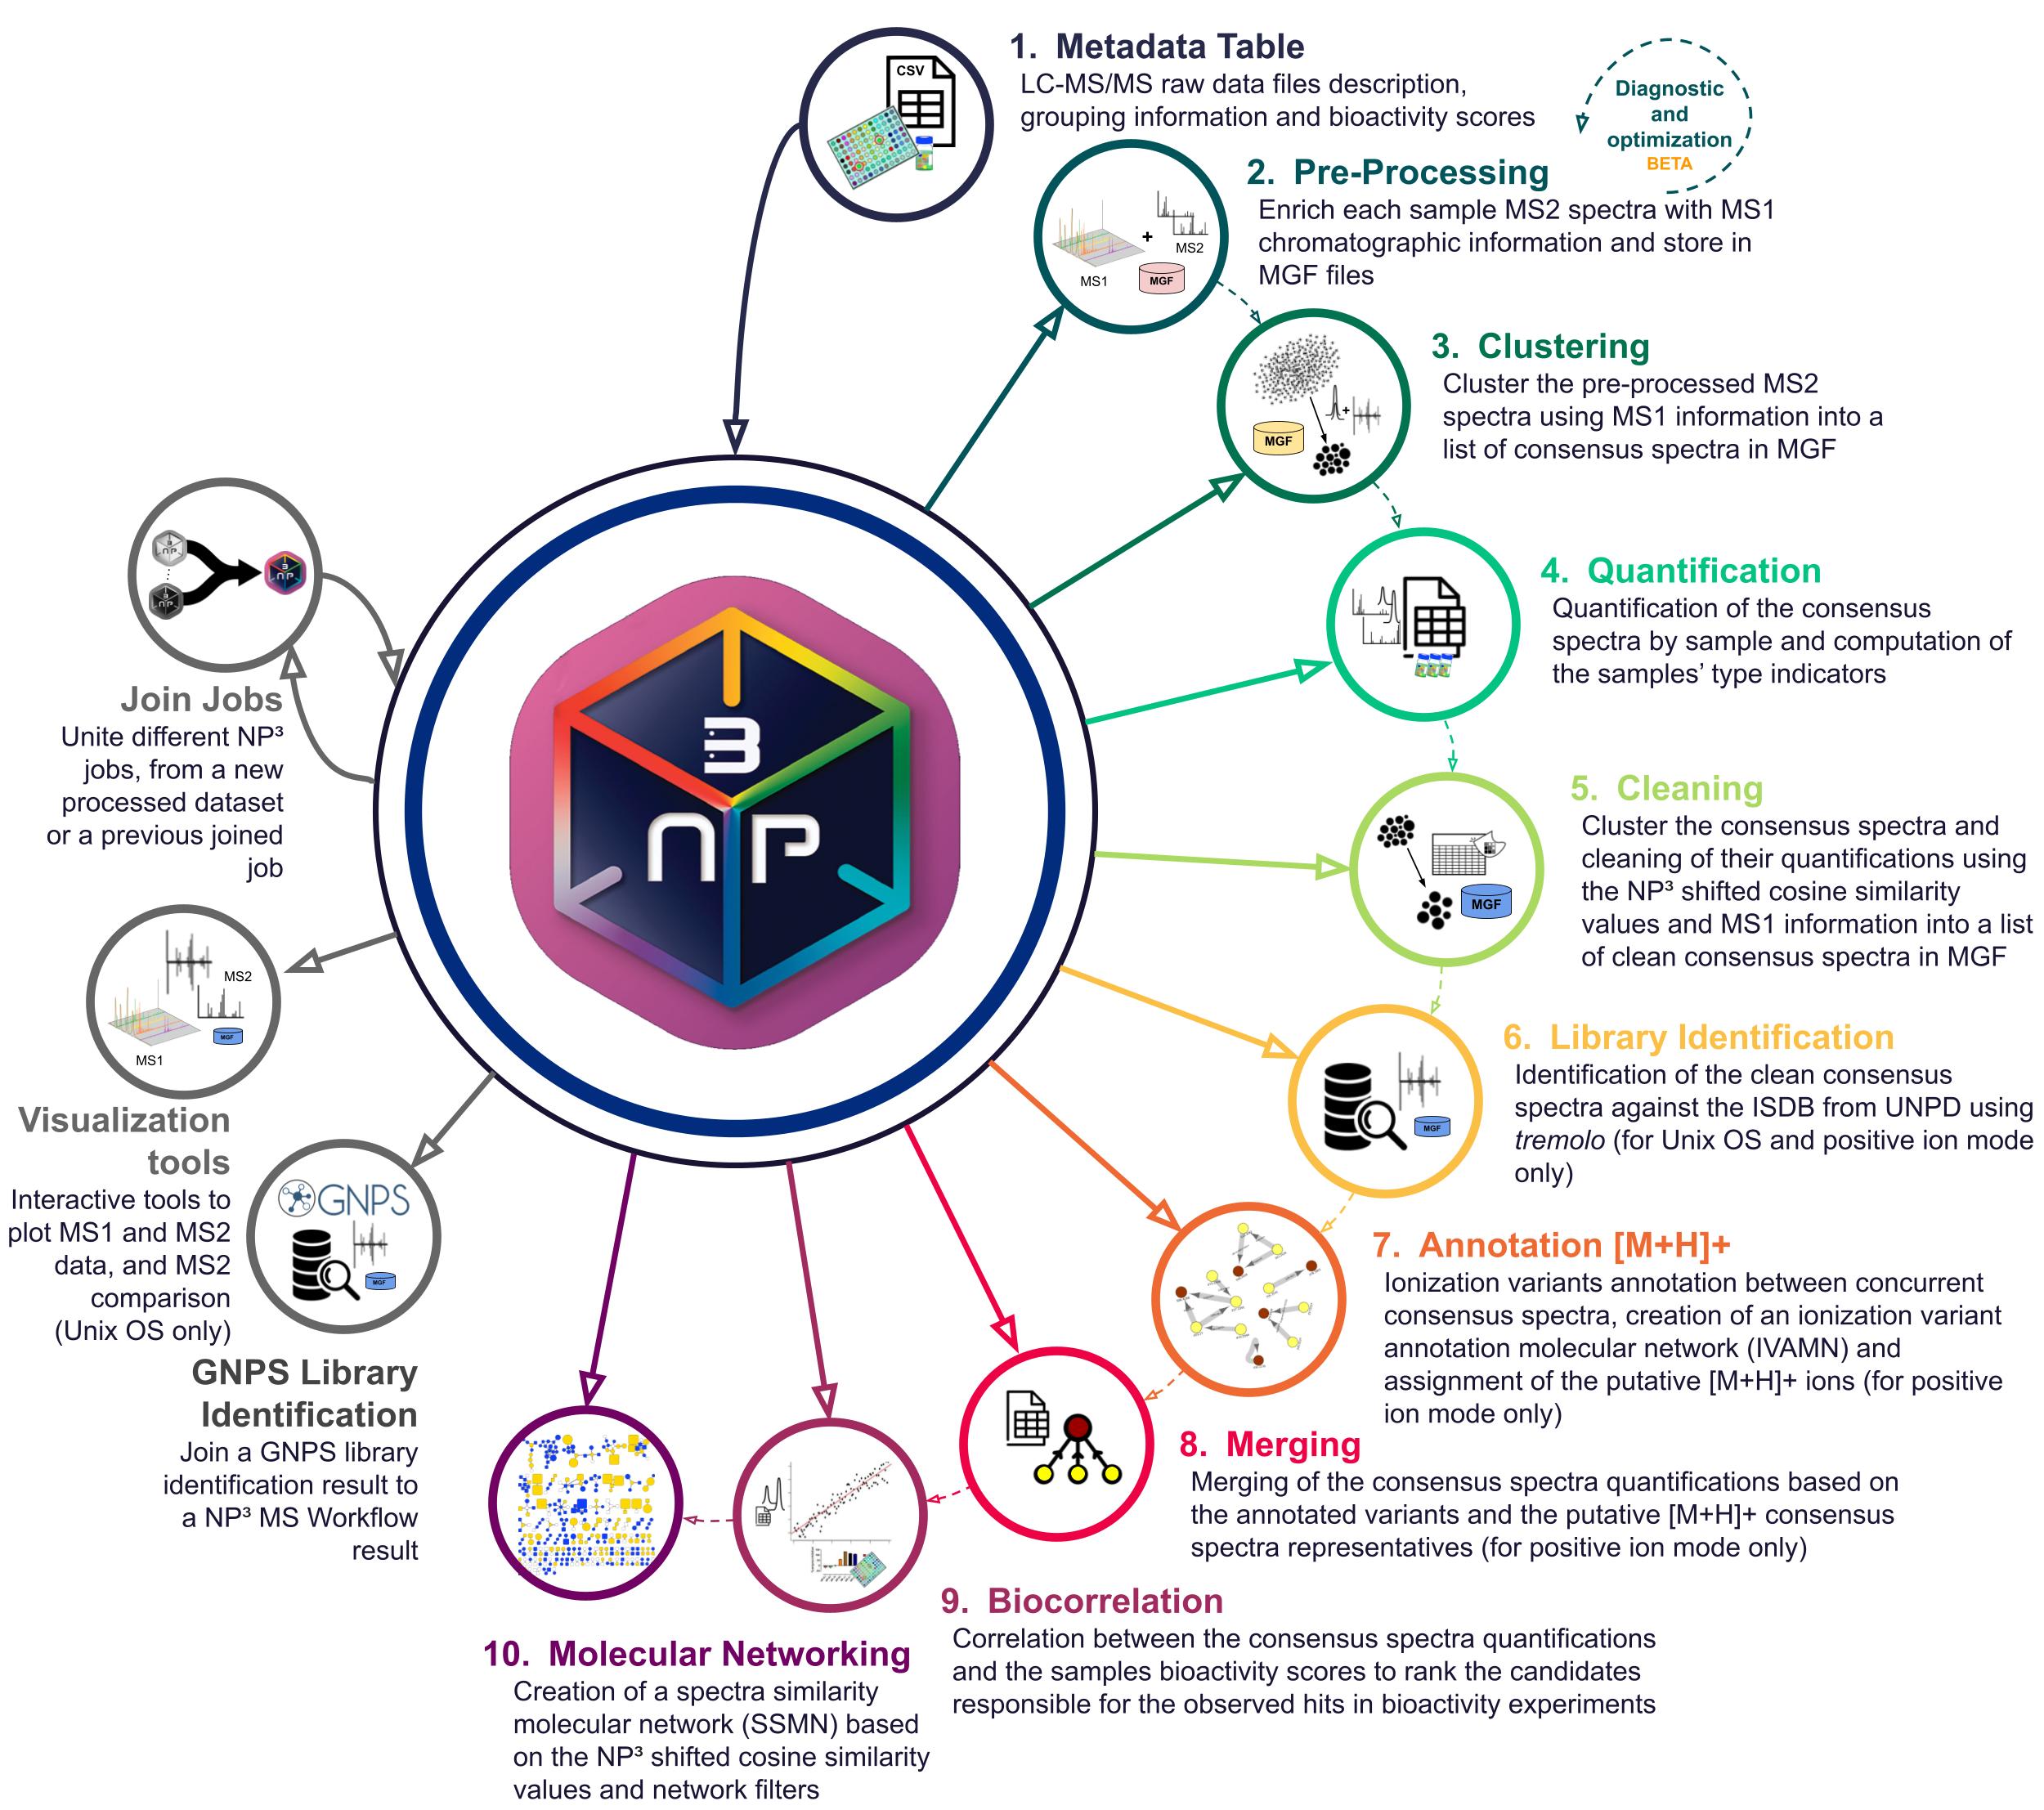 1. Metadata Table
LC-MS/MS raw data files description,
grouping information and bioactivity scores
CSV
Diagnostic
and
optimization
BETA
2. Pre-Processing
Enrich each sample MS2 spectra with MS1
chromatographic information and store in
MGF files
+
MS2
MS1
MGF
3. Clustering
Cluster the pre-processed MS2
spectra using MS1 information into a
list of consensus spectra in MGF
+
MGF
4. Quantification
Quantification of the consensus
spectra by sample and computation of
the samples’ type indicators
5. Cleaning
Cluster the consensus spectra and
cleaning of their quantifications using
the NP³ shifted cosine similarity
values and MS1 information into a list
of clean consensus spectra in MGF
MGF
6. Library Identification
Identification of the clean consensus
spectra against the ISDB from UNPD using
tremolo (for Unix OS and positive ion mode
only)
MGF
7. Annotation [M+H]+
Ionization variants annotation between concurrent
consensus spectra, creation of an ionization variant
annotation molecular network (IVAMN) and
assignment of the putative [M+H]+ ions (for positive
ion mode only)
8. Merging
Merging of the consensus spectra quantifications based on
the annotated variants and the putative [M+H]+ consensus
spectra representatives (for positive ion mode only)
9. Biocorrelation
Correlation between the consensus spectra quantifications
and the samples bioactivity scores to rank the candidates
responsible for the observed hits in bioactivity experiments
10. Molecular Networking
Creation of a spectra similarity
molecular network (SSMN) based
on the NP³ shifted cosine similarity
values and network filters
3
NP
3
NP
3
NP
3
NP
Join Jobs
Unite different NP³
jobs, from a new
processed dataset
or a previous joined
job
MS2
MS1
MGF
Visualization
tools
Interactive tools to
plot MS1 and MS2
data, and MS2
comparison
(Unix OS only)
GNPS
MGF
GNPS Library
Identification
Join a GNPS library
identification result to
a NP³ MS Workflow
result